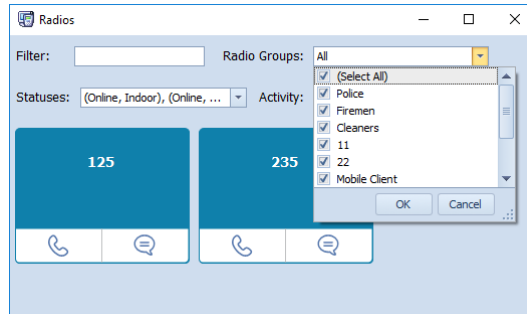 Radios
Filter:
Radio Groups: All
Statuses: (Online, Indoor), (Online, ...
Activity:
(Select All)
Police
Firemen
Cleaners
11
22
Mobile Client
OK Cancel
125
235